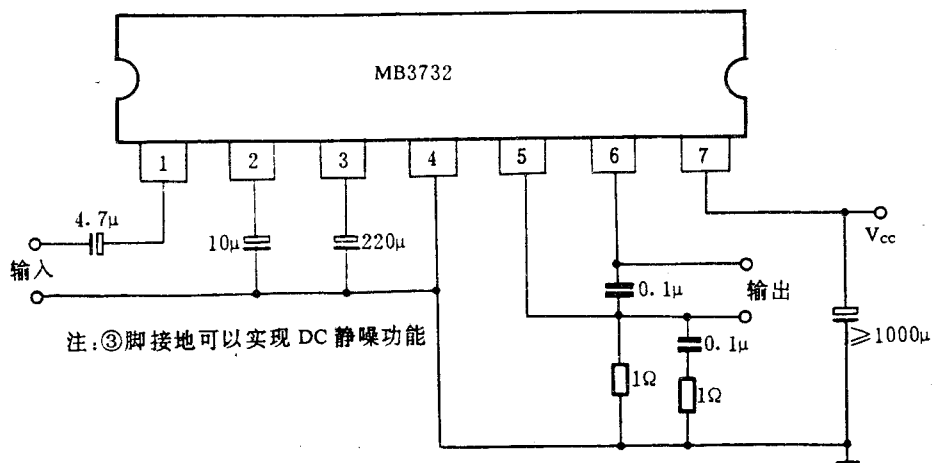 MB3732
1
2
3
4
5
6
7
4.7μ
输入
10μ
220μ
Vcc
0.1μ
输出
0.1μ
≥1000μ
1Ω
1Ω
注:③脚接地可以实现 DC 静噪功能